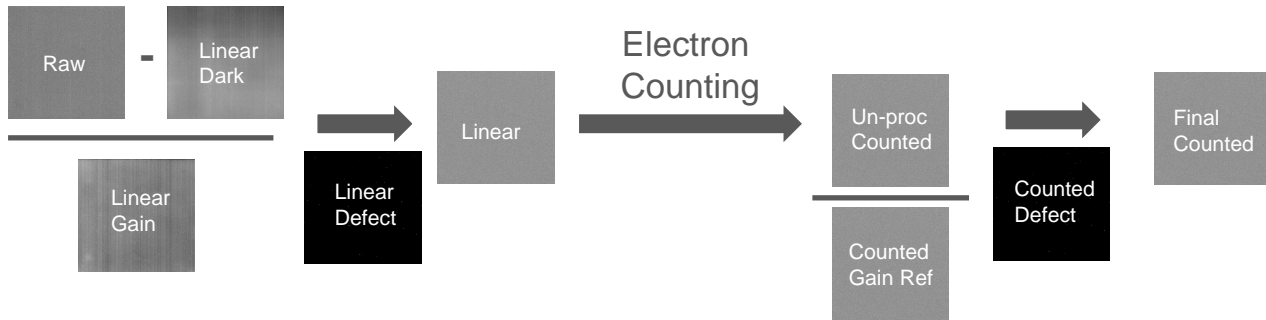 Raw
-
Linear
Dark
Linear
Gain
Linear
Defect
Linear
Electron
Counting
Un-proc
Counted
Counted
Gain Ref
Counted
Defect
Final
Counted